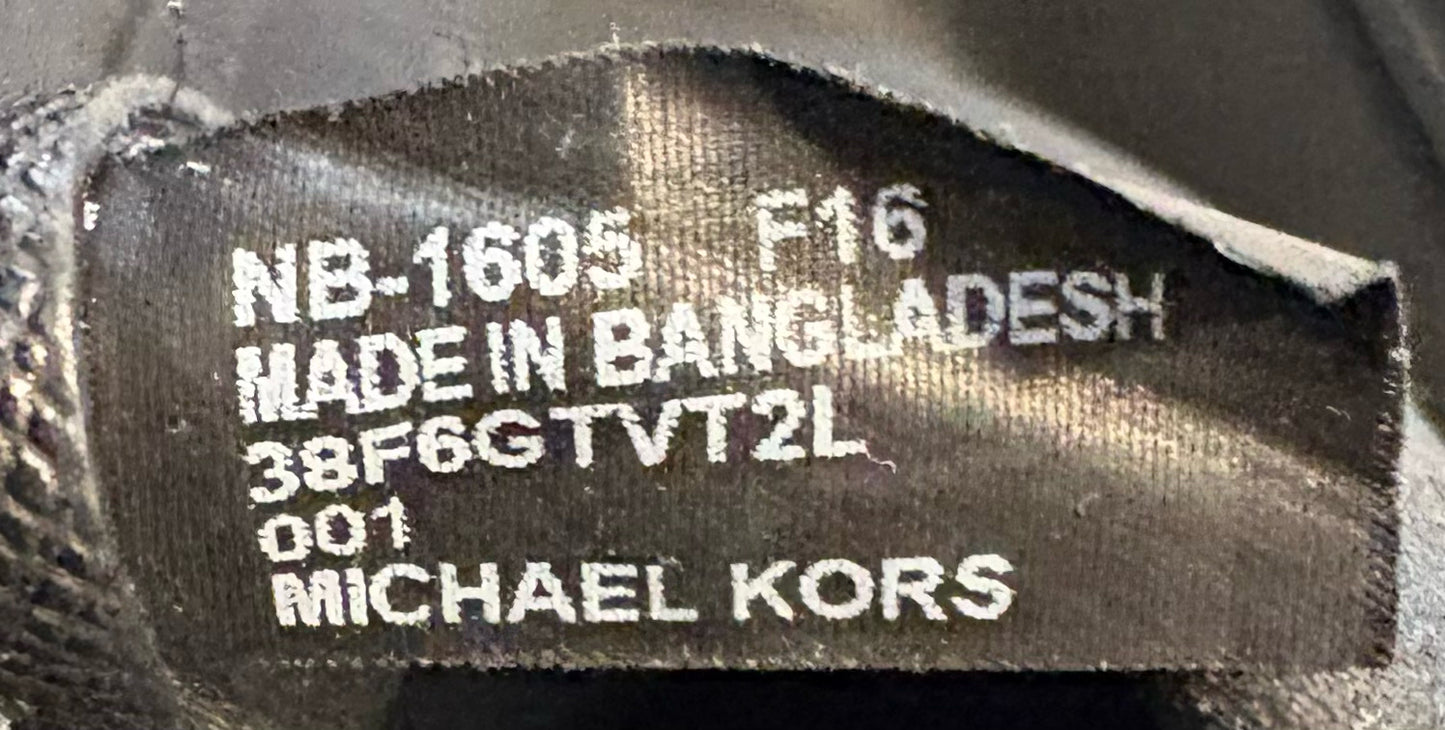 NB-1605 F16
MADE IN BANGLADESH
38F6GTVT2L
001
MICHAEL KORS